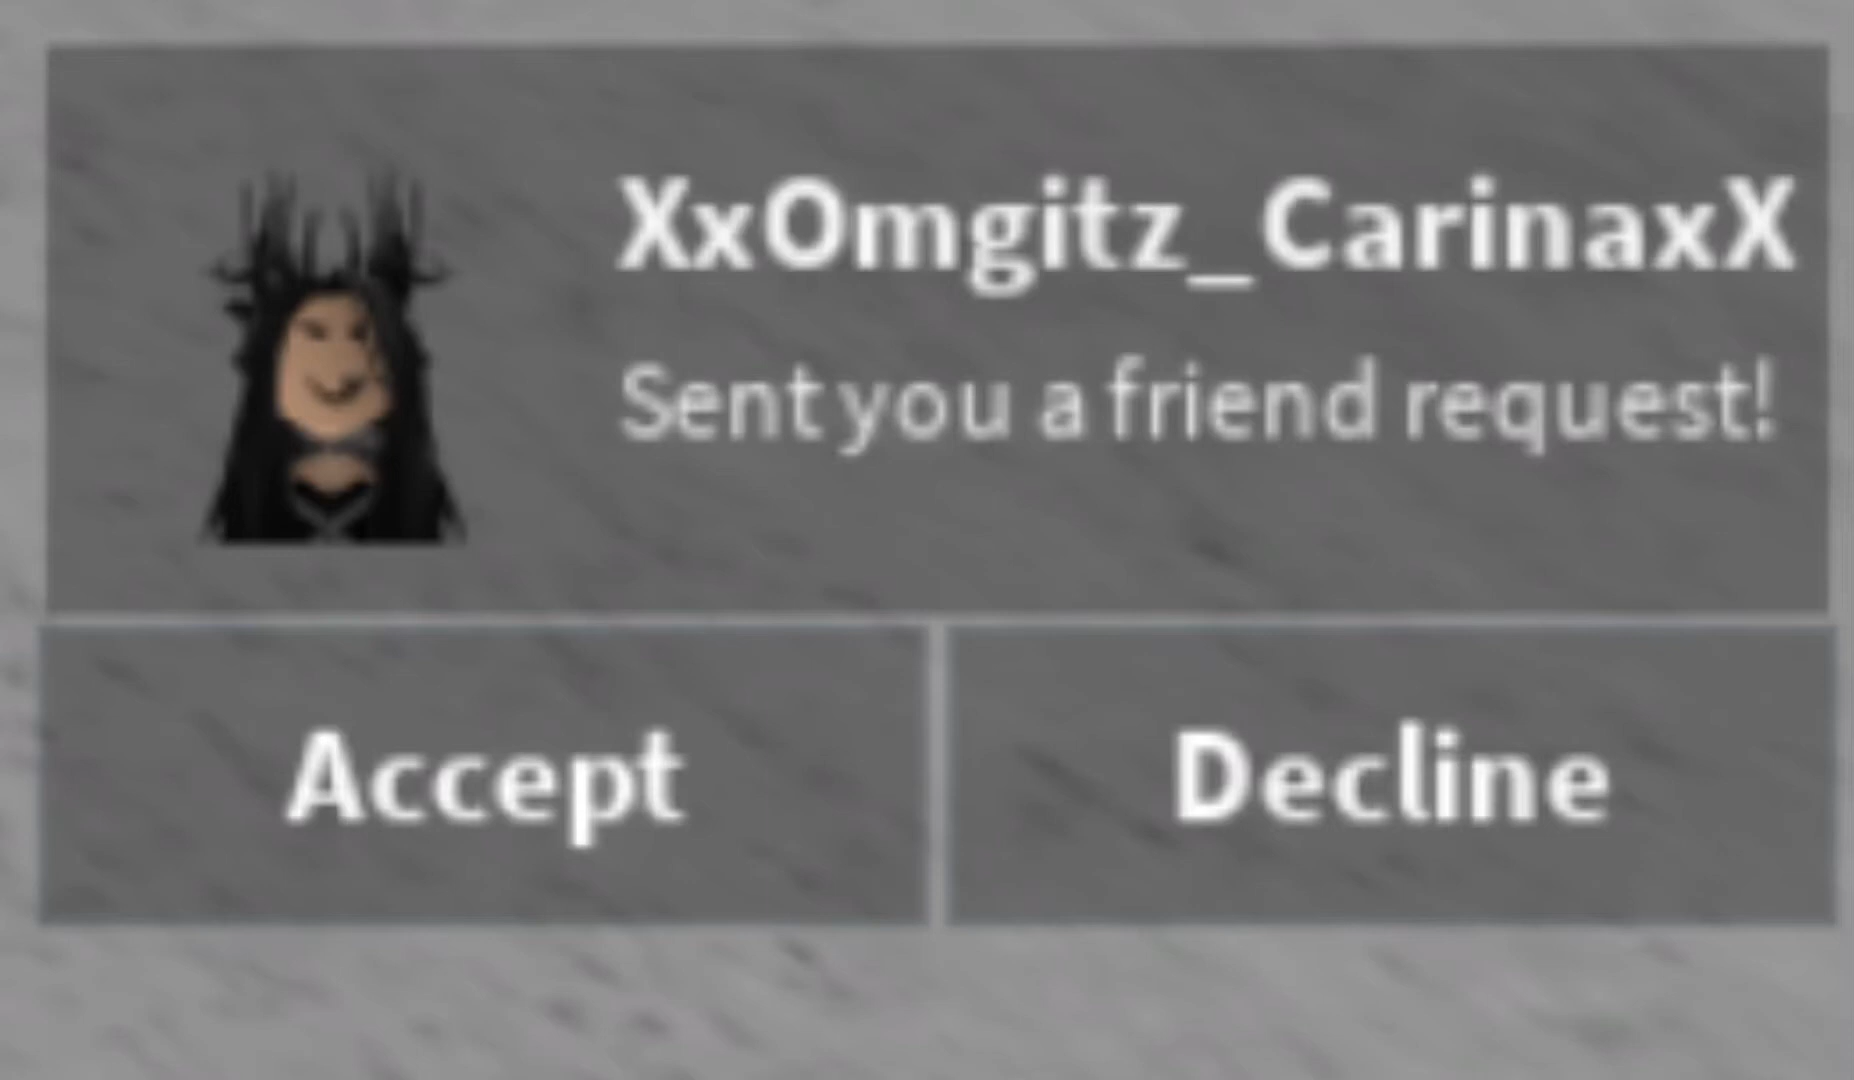 XxOmgitz_CarinaxX
Sent you a friend request!
Accept
Decline